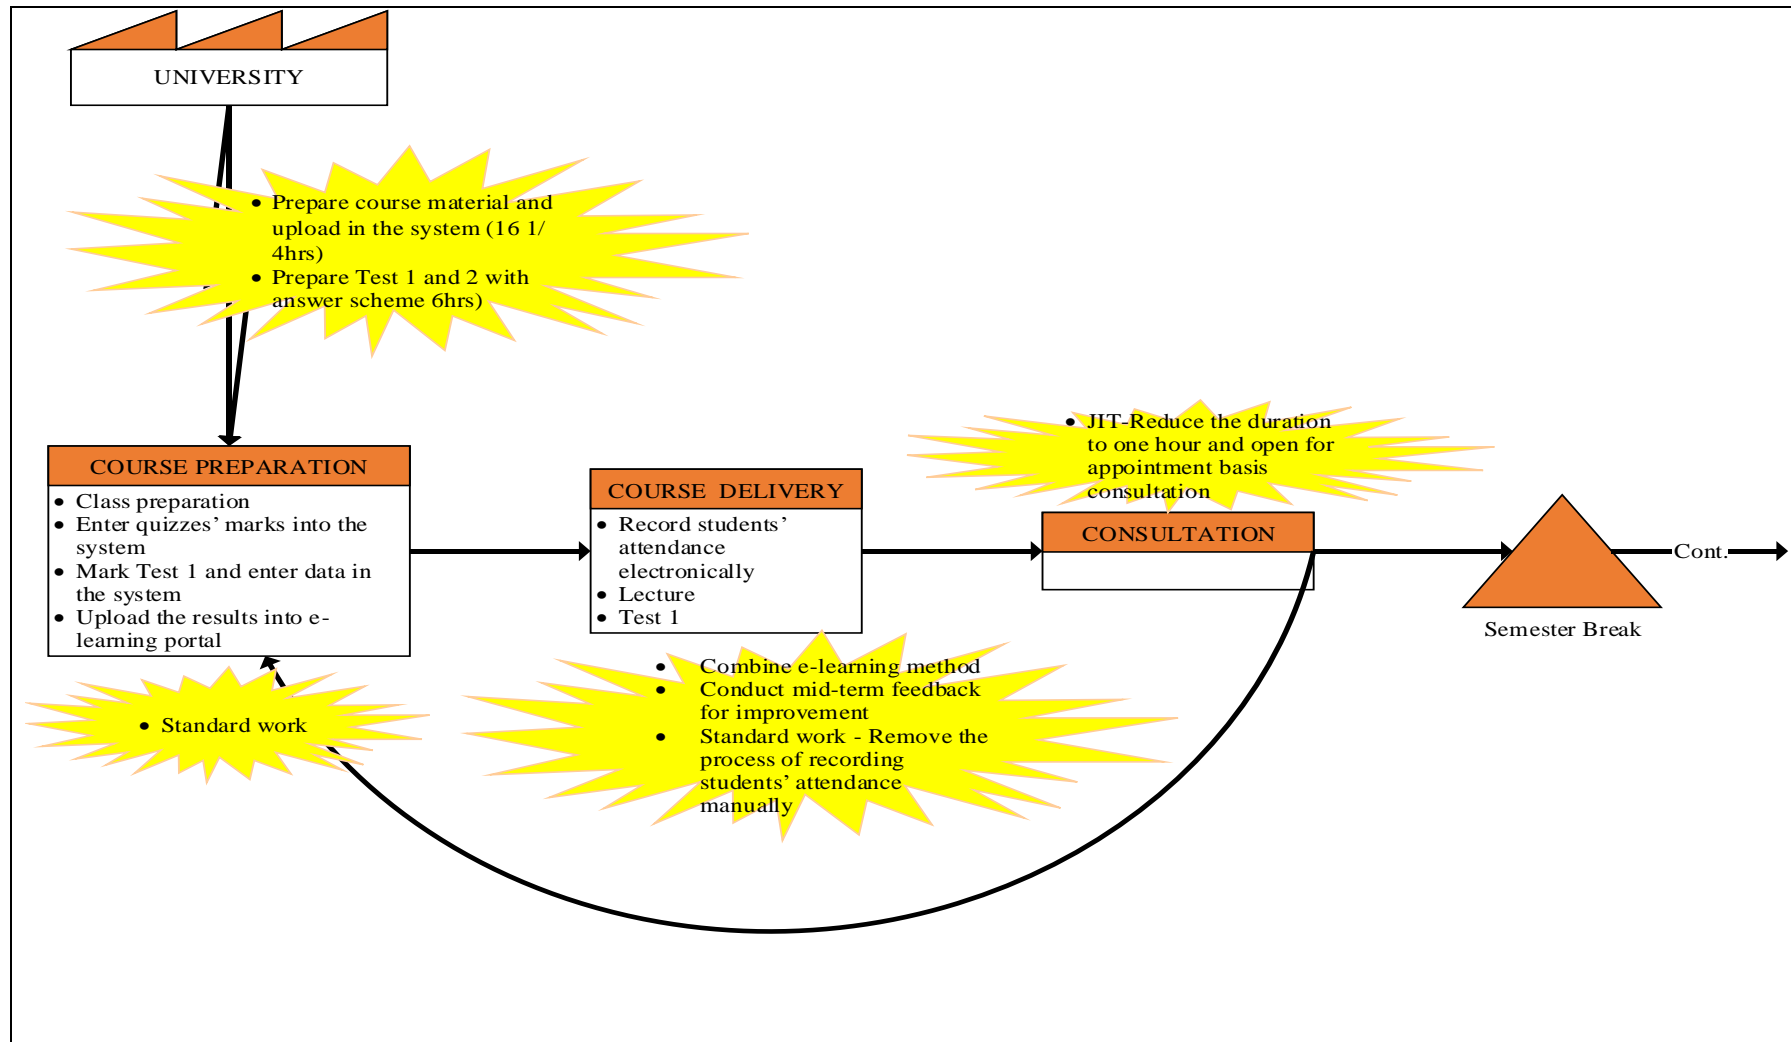 UNIVERSITY
• Prepare course material and
upload in the system (16 1/
4hrs)
• Prepare Test 1 and 2 with
answer scheme 6hrs)
COURSE PREPARATION
• Class preparation
• Enter quizzes’ marks into the
system
• Mark Test 1 and enter data in
the system
• Upload the results into e-
learning portal
• Standard work
COURSE DELIVERY
• Record students’
attendance
electronically
• Lecture
• Test 1
• Combine e-learning method
• Conduct mid-term feedback
for improvement
• Standard work - Remove the
process of recording
students’ attendance
manually
• JIT-Reduce the duration
to one hour and open for
appointment basis
consultation
CONSULTATION
Semester Break
Cont.